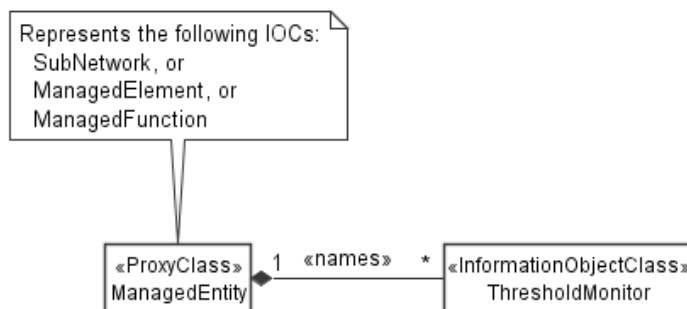 Represents the following IOCs:
SubNetwork, or
ManagedElement, or
ManagedFunction
«ProxyClass»
ManagedEntity
1 «names» *
«InformationObjectClass»
ThresholdMonitor